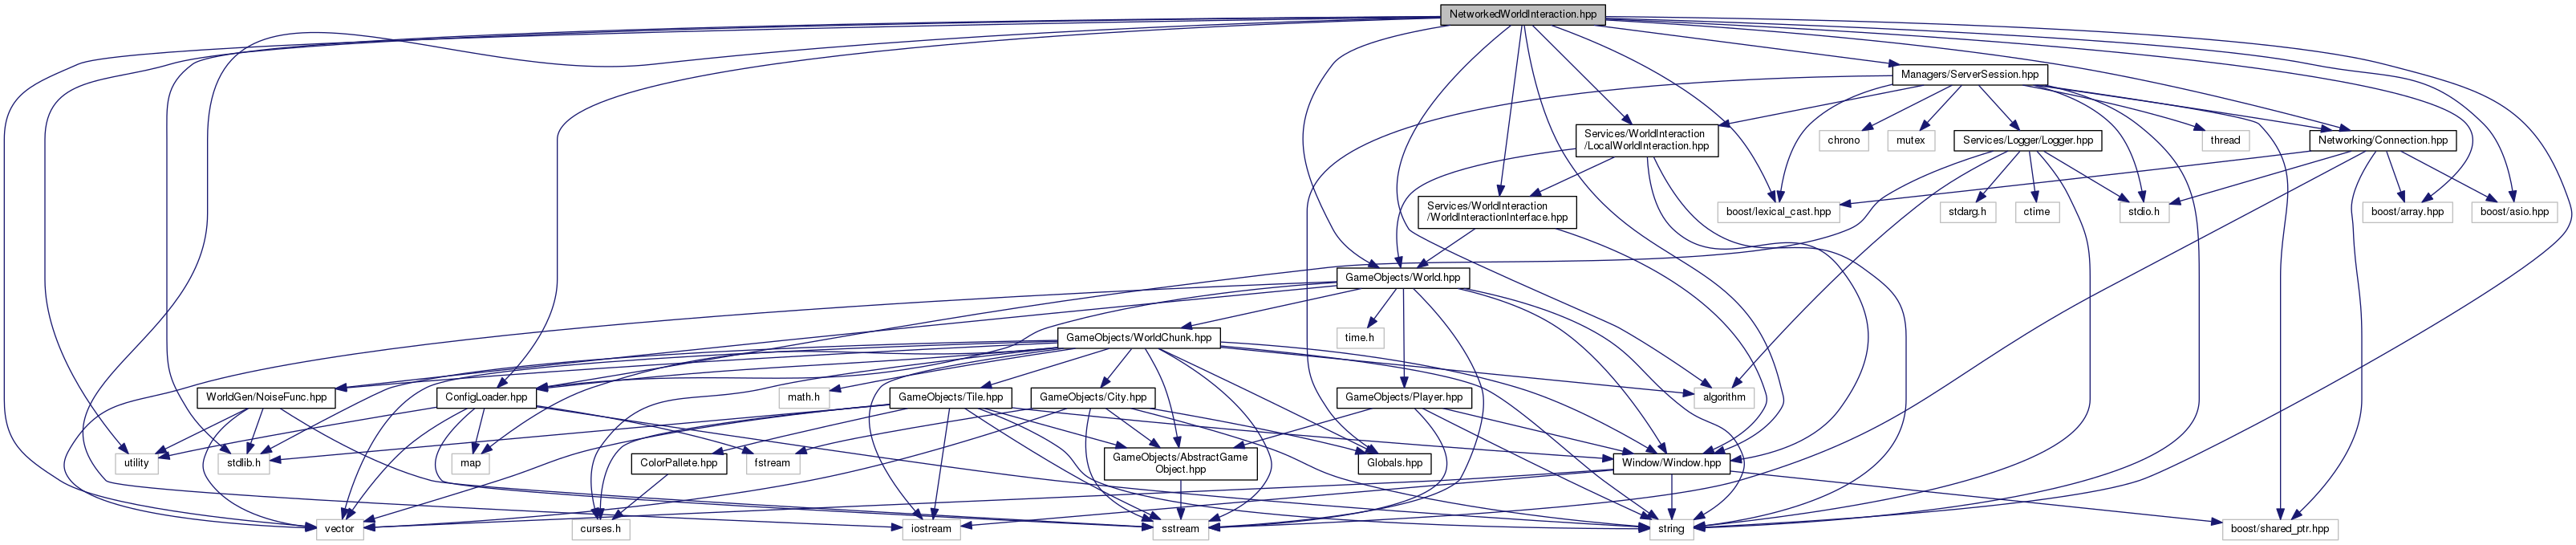 NetworkedWorldInteraction.hpp
Managers/ServerSession.hpp
Services/WorldInteraction
/LocalWorldInteraction.hpp
chrono
mutex
Services/Logger/Logger.hpp
thread
Networking/Connection.hpp
Services/WorldInteraction
/WorldInteractionInterface.hpp
boost/lexical_cast.hpp
stdarg.h
ctime
stdio.h
boost/array.hpp
boost/asio.hpp
GameObjects/World.hpp
time.h
GameObjects/WorldChunk.hpp
WorldGen/NoiseFunc.hpp
ConfigLoader.hpp
math.h
GameObjects/Tile.hpp
GameObjects/City.hpp
GameObjects/Player.hpp
algorithm
utility
stdlib.h
map
ColorPallete.hpp
fstream
GameObjects/AbstractGame
Object.hpp
Globals.hpp
Window/Window.hpp
vector
curses.h
iostream
sstream
string
boost/shared_ptr.hpp